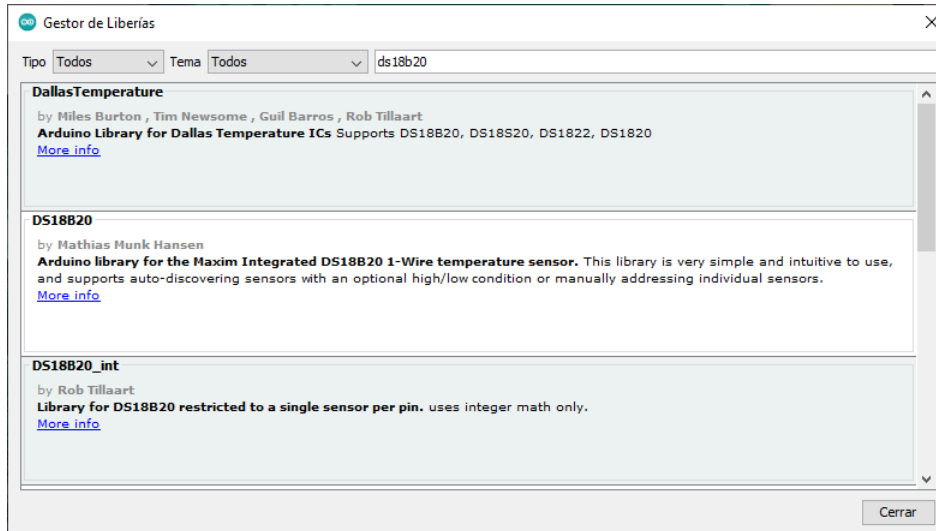 Gestor de Liberías
Tipo Todos Tema Todos ds18b20
DallasTemperature
by Miles Burton , Tim Newsome , Guil Barros , Rob Tillaart
Arduino Library for Dallas Temperature ICs Supports DS18B20, DS18S20, DS1822, DS1820
More info
DS18B20
by Mathias Munk Hansen
Arduino library for the Maxim Integrated DS18B20 1-Wire temperature sensor. This library is very simple and intuitive to use,
and supports auto-discovering sensors with an optional high/low condition or manually addressing individual sensors.
More info
DS18B20_int
by Rob Tillaart
Library for DS18B20 restricted to a single sensor per pin. uses integer math only.
More info
Cerrar